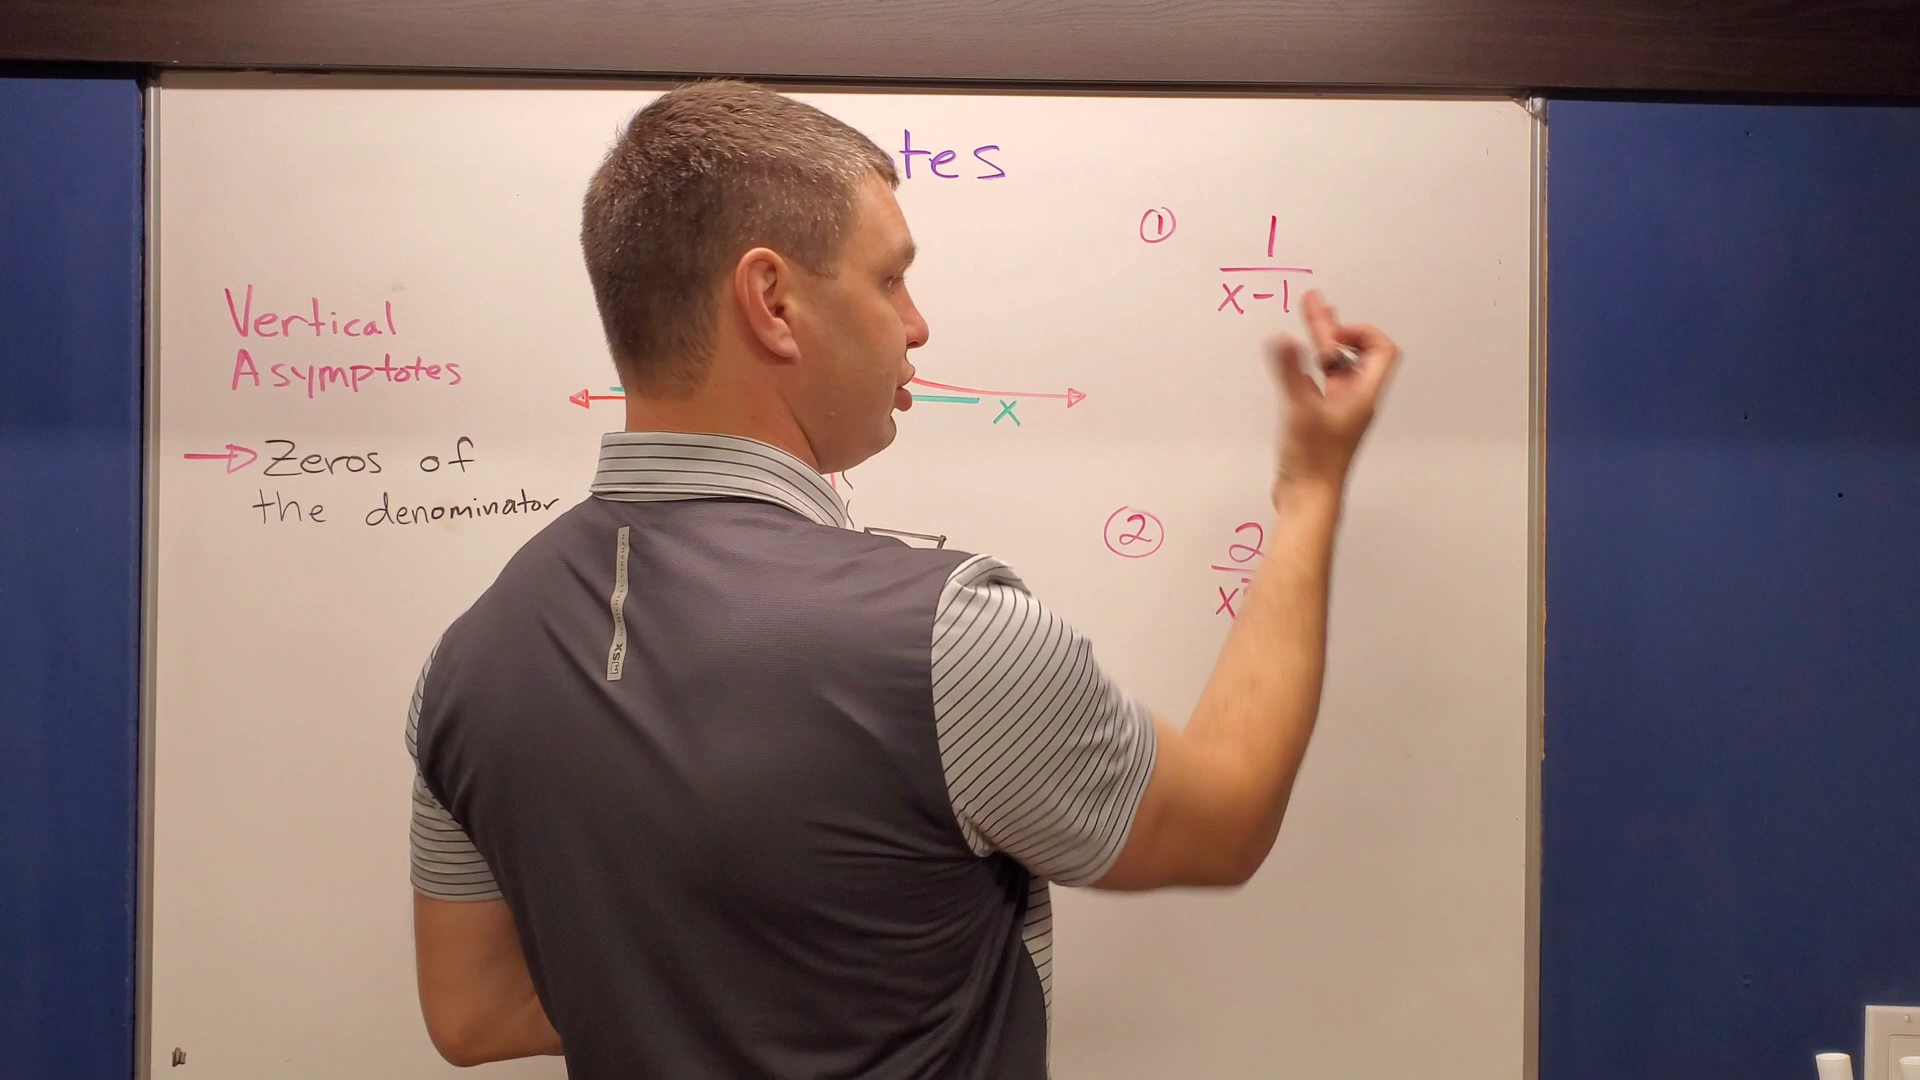 tes
Vertical
Asymptotes
→ Zeros of
the denominator
x
① 1
x-1
② 2